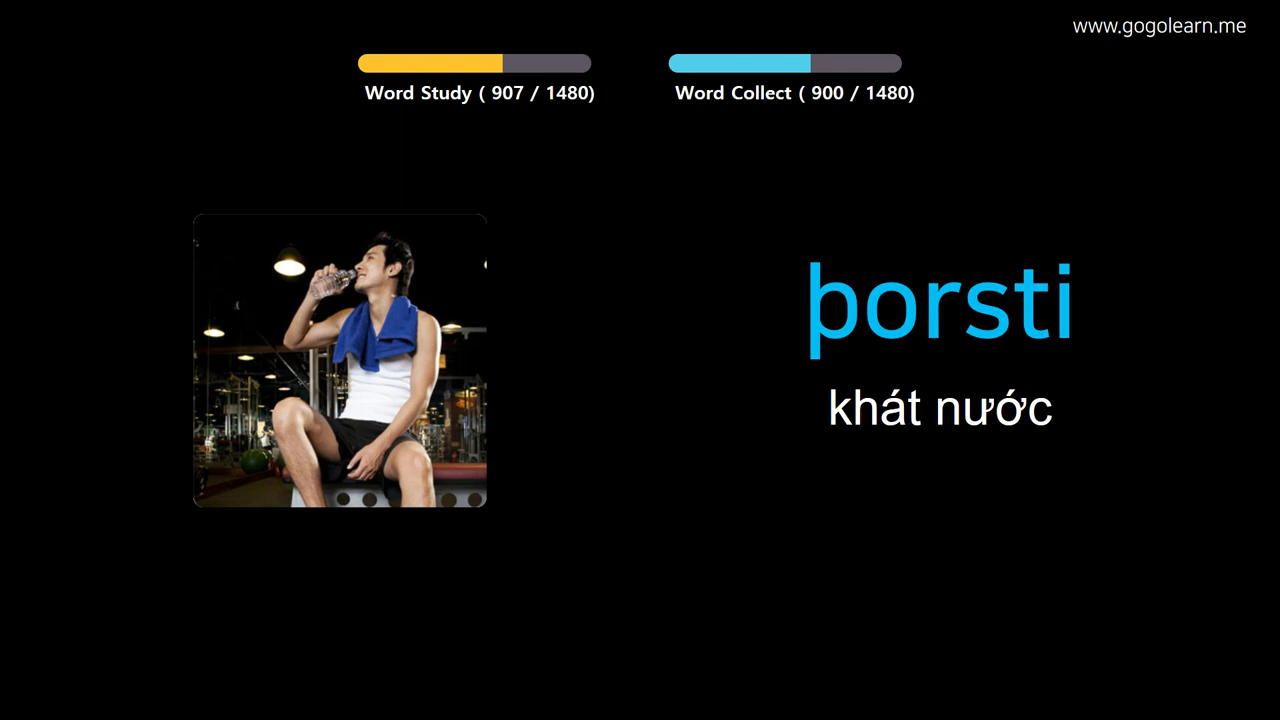 www.gogolearn.me
Word Study ( 907 / 1480)
Word Collect ( 900 / 1480)
þorsti
khát nước